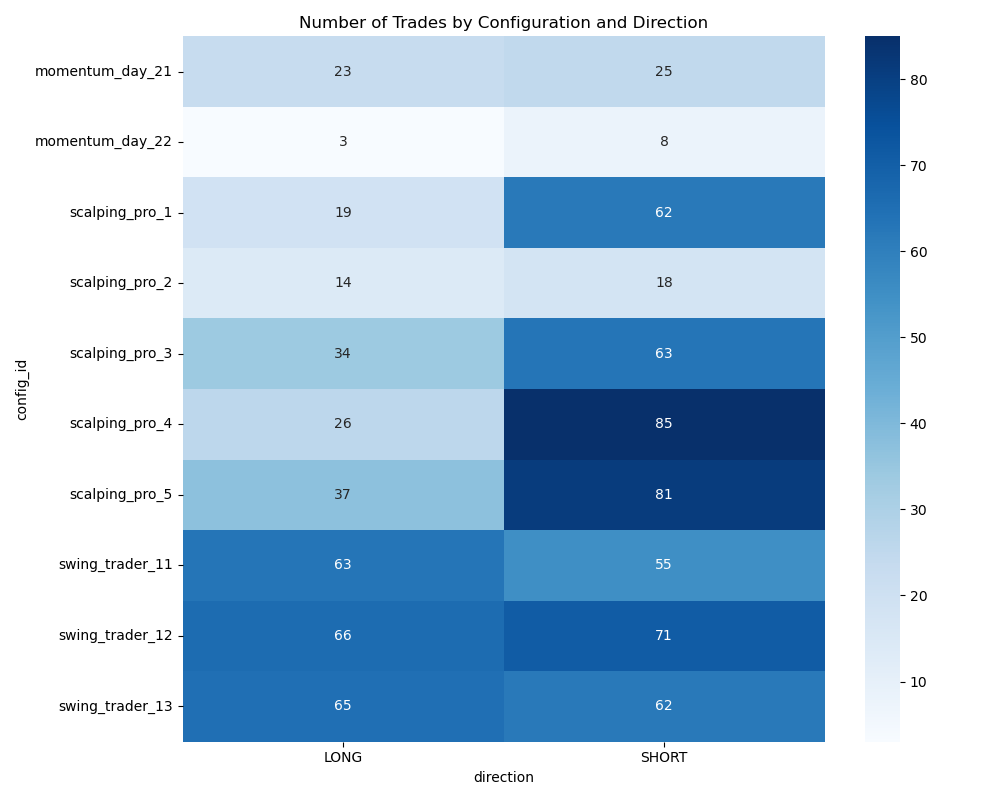 Number of Trades by Configuration and Direction
momentum_day_21 23 25
momentum_day_22 3 8
scalping_pro_1 19 62
scalping_pro_2 14 18
scalping_pro_3 34 63
scalping_pro_4 26 85
scalping_pro_5 37 81
swing_trader_11 63 55
swing_trader_12 66 71
swing_trader_13 65 62
config_id
LONG SHORT
direction
80
70
60
50
40
30
20
10